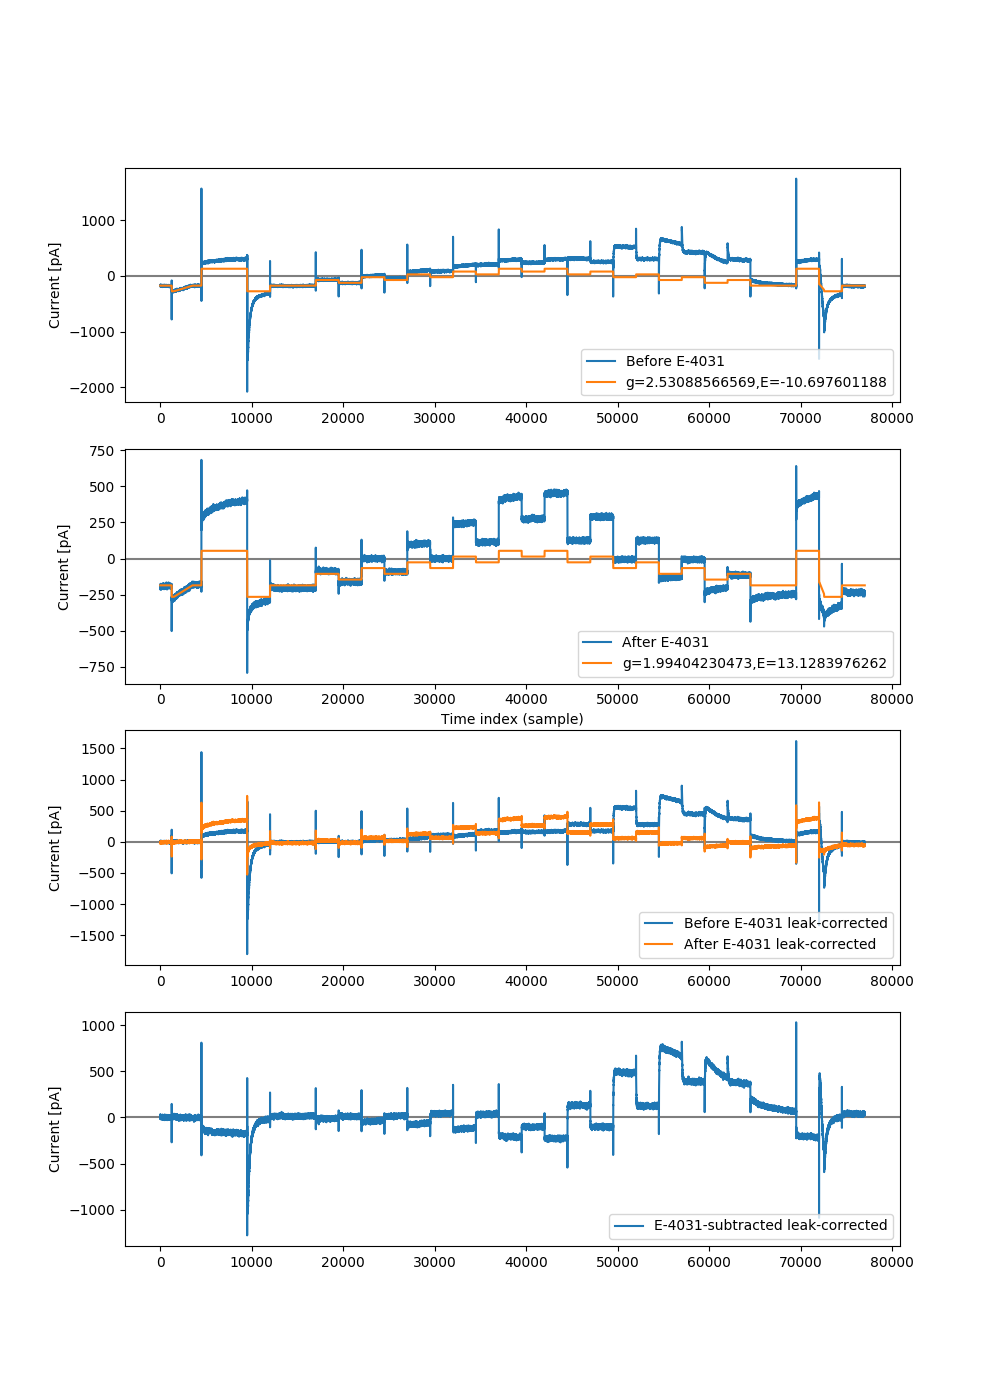 1000
0
−1000
−2000
Current [pA]
Before E-4031
g=2.53088566569,E=-10.697601188
0 10000 20000 30000 40000 50000 60000 70000 80000
750
500
250
0
−250
−500
−750
Current [pA]
After E-4031
g=1.99404230473,E=13.1283976262
0 10000 20000 30000 40000 50000 60000 70000 80000
Time index (sample)
1500
1000
500
0
−500
−1000
−1500
Current [pA]
Before E-4031 leak-corrected
After E-4031 leak-corrected
0 10000 20000 30000 40000 50000 60000 70000 80000
1000
500
0
−500
−1000
Current [pA]
E-4031-subtracted leak-corrected
0 10000 20000 30000 40000 50000 60000 70000 80000